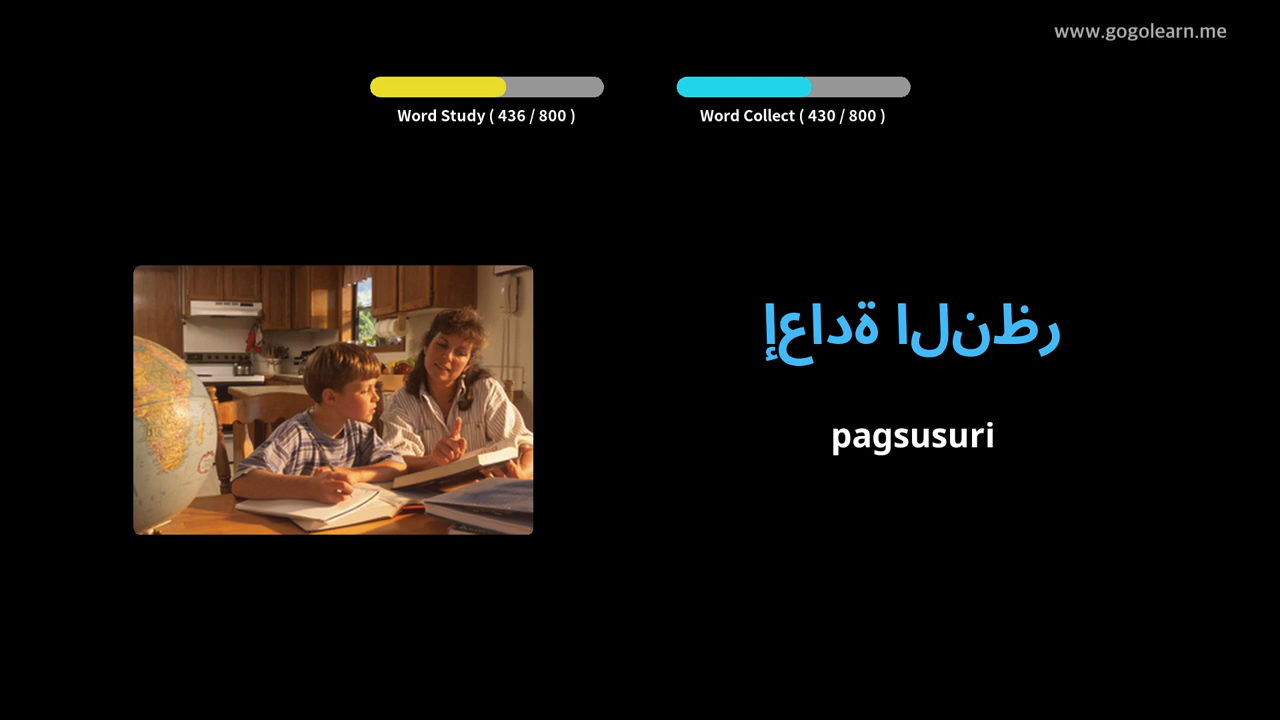 www.gogolearn.me
Word Study ( 436 / 800 )
Word Collect ( 430 / 800 )
إعادة النظر
pagsusuri